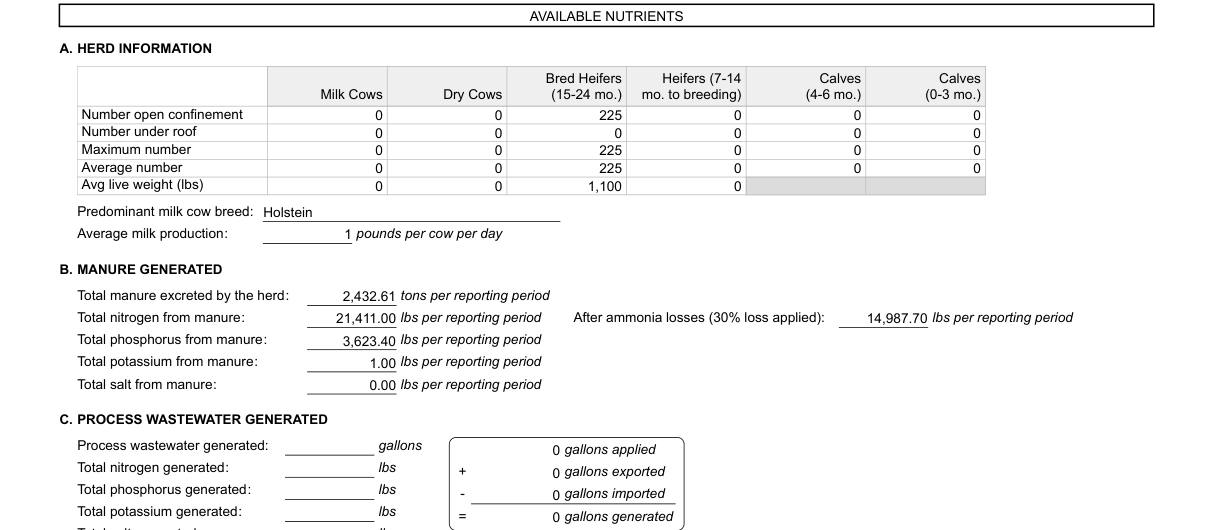 AVAILABLE NUTRIENTS
A. HERD INFORMATION
Milk Cows Dry Cows Bred Heifers (15-24 mo.) Heifers (7-14 mo. to breeding) Calves (4-6 mo.) Calves (0-3 mo.)
Number open confinement 0 0 225 0 0 0
Number under roof 0 0 0 0 0 0
Maximum number 0 0 225 0 0 0
Average number 0 0 225 0 0 0
Avg live weight (lbs) 0 0 1,100 0
Predominant milk cow breed: Holstein
Average milk production: 1 pounds per cow per day
B. MANURE GENERATED
Total manure excreted by the herd: 2,432.61 tons per reporting period
Total nitrogen from manure: 21,411.00 lbs per reporting period After ammonia losses (30% loss applied): 14,987.70 lbs per reporting period
Total phosphorus from manure: 3,623.40 lbs per reporting period
Total potassium from manure: 1.00 lbs per reporting period
Total salt from manure: 0.00 lbs per reporting period
C. PROCESS WASTEWATER GENERATED
Process wastewater generated: gallons 0 gallons applied
Total nitrogen generated: lbs + 0 gallons exported
Total phosphorus generated: lbs - 0 gallons imported
Total potassium generated: lbs = 0 gallons generated